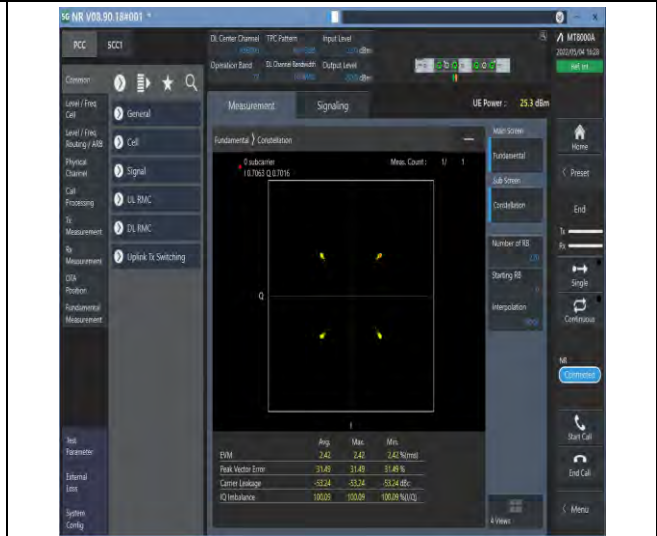 5G NR V08.90.18#001 *
PCC SCC1
DL Center Channel TPC Pattern Input Level
Operation Band DL Channel Bandwidth Output Level
MT8000A
2022/05/04 16:20
Common
Level / Freq.
Cell
Level / Freq.
Routing / ARB
Physical
Channel
Call
Processing
Tx
Measurement
Rx
Measurement
OTA
Position
Fundamental
Measurement
Test
Parameter
External
Loss
System
Config
General
Cell
Signal
UL RMC
DL RMC
Uplink Tx Switching
Measurement Signaling UE Power : 25.3 dBm
Fundamental Constellation
0 subcarrier Meas. Count : 1/ 1
I 0.7063 Q 0.7016
Q
I
Avg. Max. Min.
EVM 2.42 2.42 2.42 %(rms)
Peak Vector Error 31.49 31.49 31.49 %
Carrier Leakage -53.24 -53.24 -53.24 dBc
IQ Imbalance 100.09 100.09 100.09 %(I/Q)
Main Screen
Fundamental
Sub Screen
Constellation
Number of RB
Starting RB
Interpolation
4 Views
Home
Preset
End
Tx
Rx
Single
Continuous
NR
Connected
Start Call
End Call
Menu